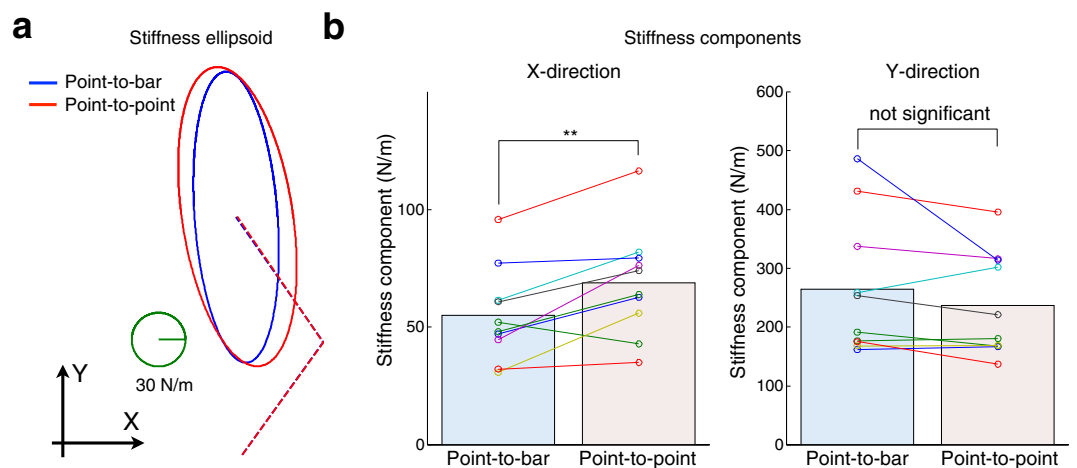 a
Stiffness ellipsoid
Point-to-bar
Point-to-point
30 N/m
Y
X
b
Stiffness components
X-direction
**
Stiffness component (N/m)
100
50
0
Point-to-bar Point-to-point
Y-direction
not significant
Stiffness component (N/m)
600
500
400
300
200
100
0
Point-to-bar Point-to-point